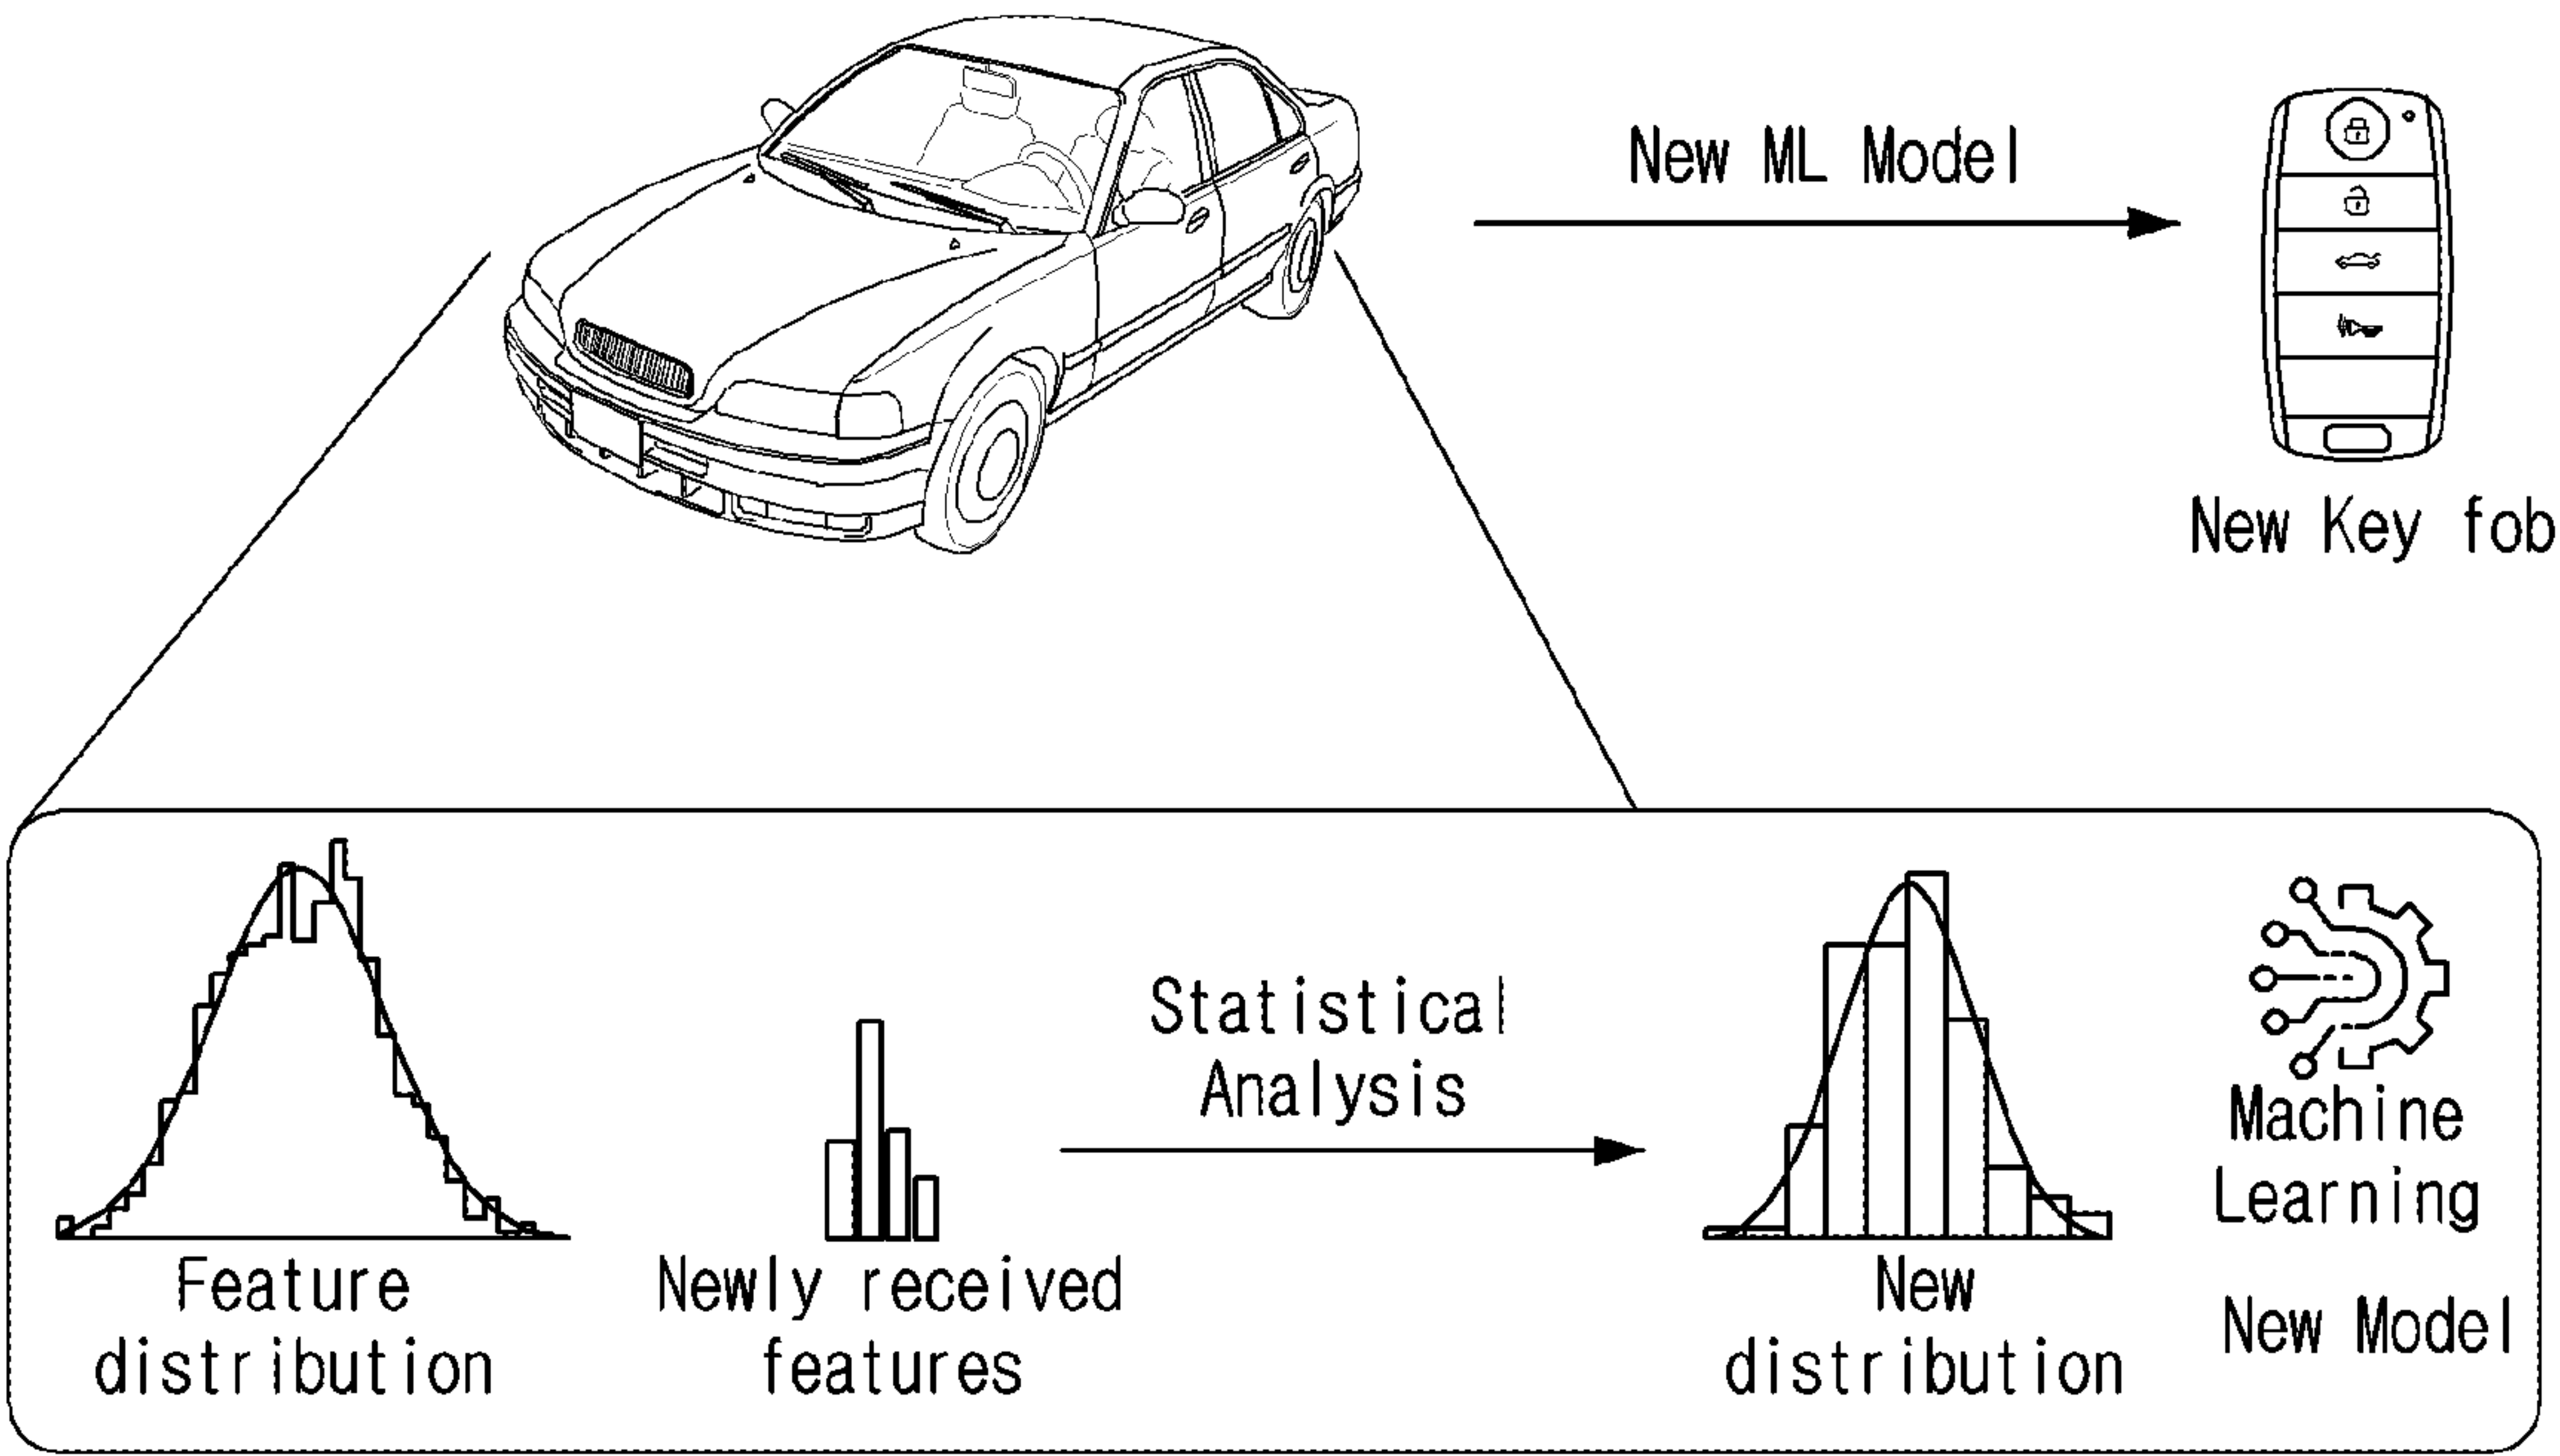 New ML Model
New Key fob
Statistical
Analysis
Machine
Learning
Feature
distribution
Newly received
features
New
distribution
New Model